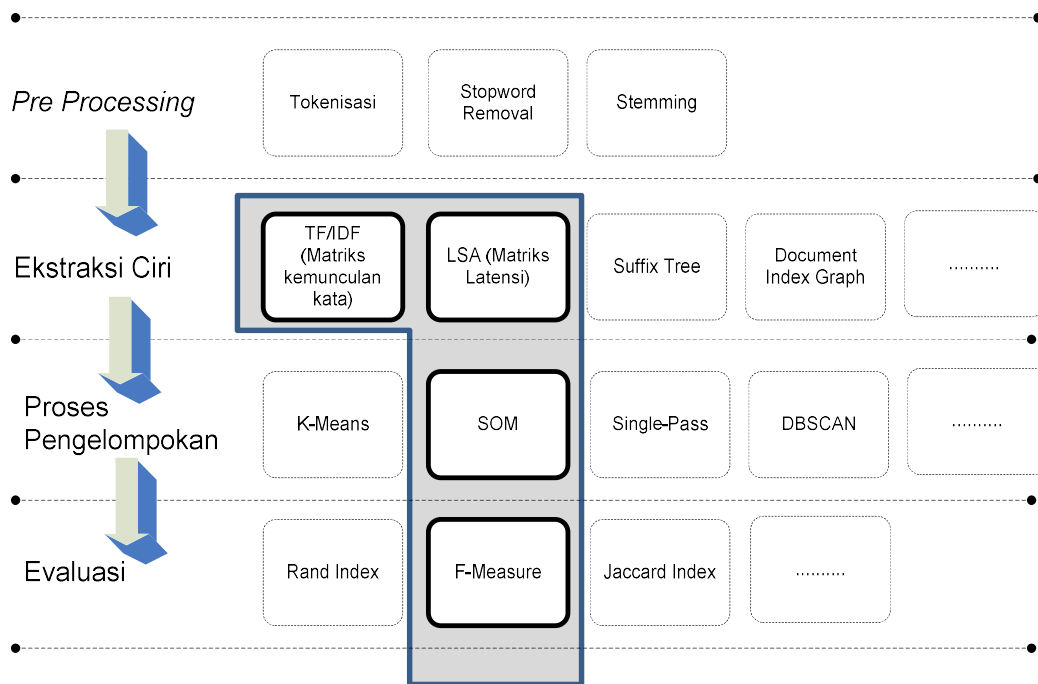 Pre Processing
Tokenisasi
Stopword
Removal
Stemming
Ekstraksi Ciri
TF/IDF
(Matriks
kemunculan
kata)
LSA (Matriks
Latensi)
Suffix Tree
Document
Index Graph
..........
Proses
Pengelompokan
K-Means
SOM
Single-Pass
DBSCAN
..........
Evaluasi
Rand Index
F-Measure
Jaccard Index
..........